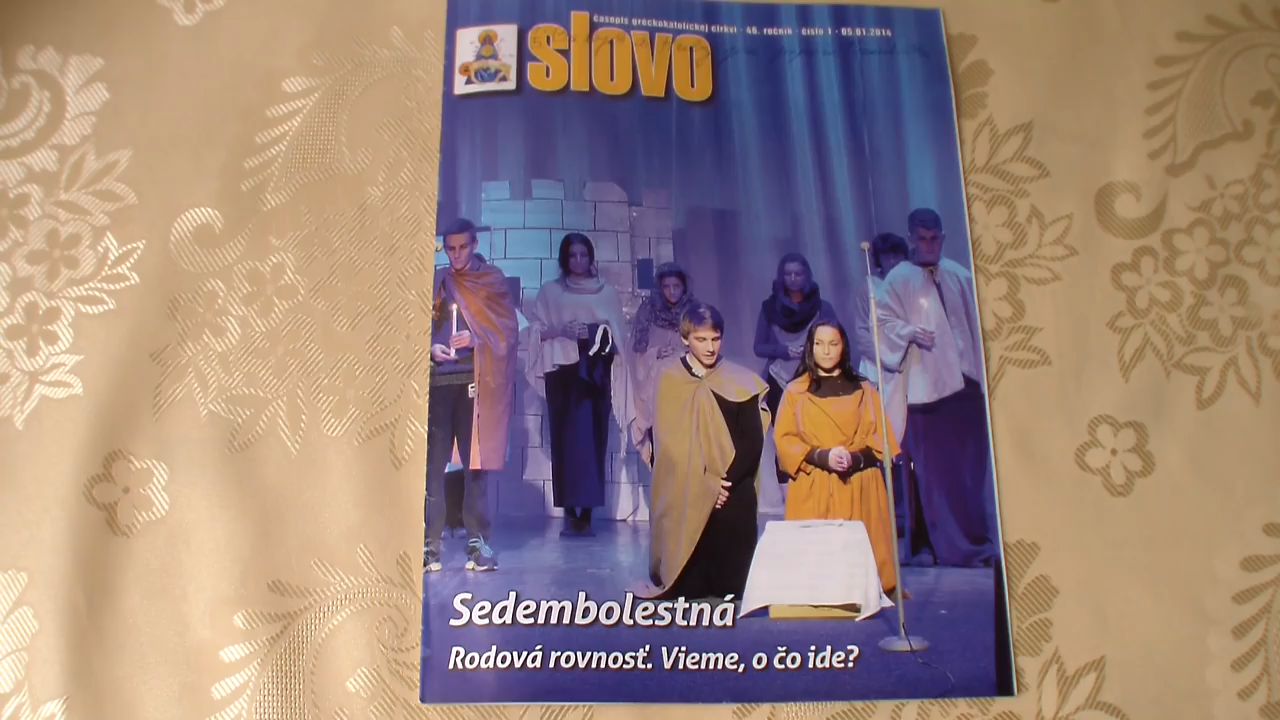 časopis gréckokatolíckej cirkvi · 46. ročník · číslo 1 · 05.01.2014
slovo
Sedembolestná
Rodová rovnosť. Vieme, o čo ide?